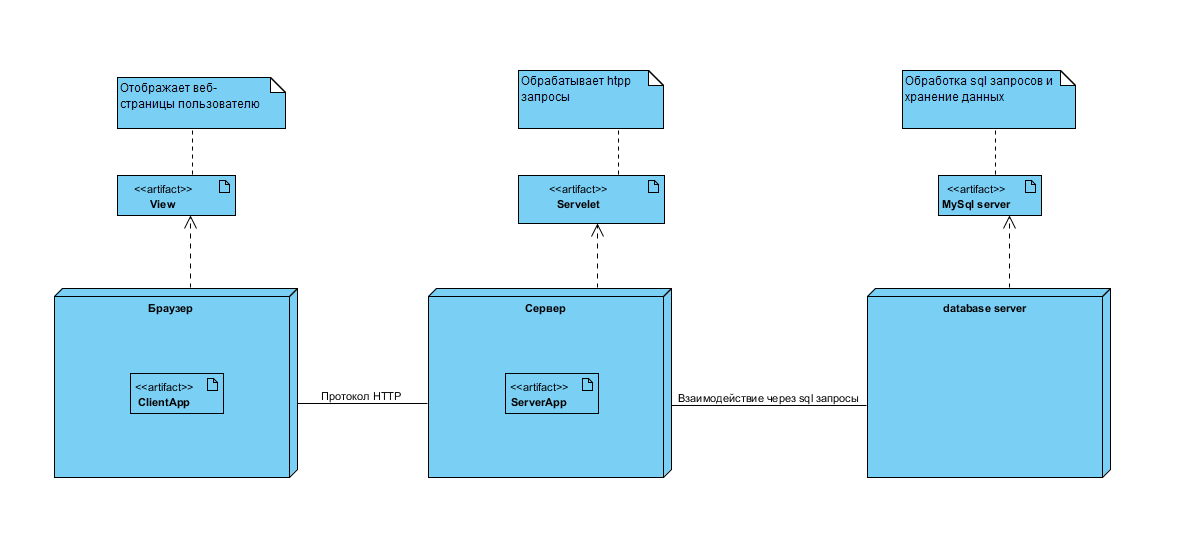 Отображает веб-
страницы пользователю
Обрабатывает htpp
запросы
Обработка sql запросов и
хранение данных
<<artifact>>
View
<<artifact>>
Servelet
<<artifact>>
MySql server
Браузер
Сервер
database server
<<artifact>>
ClientApp
Протокол HTTP
<<artifact>>
ServerApp
Взаимодействие через sql запросы